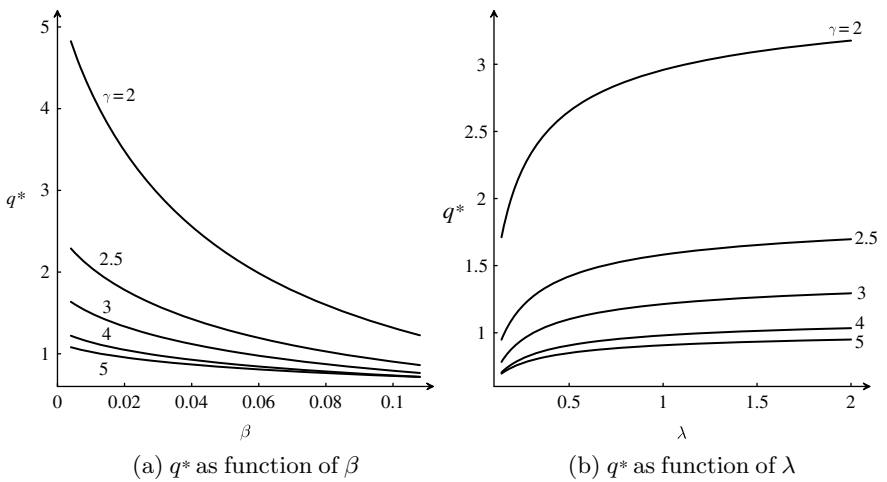 5
4
3
2
1
q*
γ=2
2.5
3
4
5
0 0.02 0.04 0.06 0.08 0.1
β
(a) q* as function of β
3
2.5
2
1.5
1
q*
γ=2
2.5
3
4
5
0.5 1 1.5 2
λ
(b) q* as function of λ